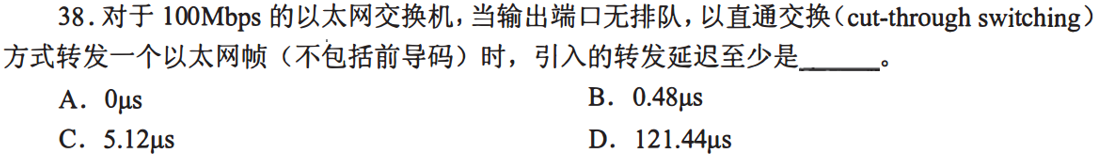 38．对于 100Mbps 的以太网交换机，当输出端口无排队，以直通交换（cut-through switching）
方式转发一个以太网帧（不包括前导码）时，引入的转发延迟至少是______。
A．0μs B．0.48μs
C．5.12μs D．121.44μs